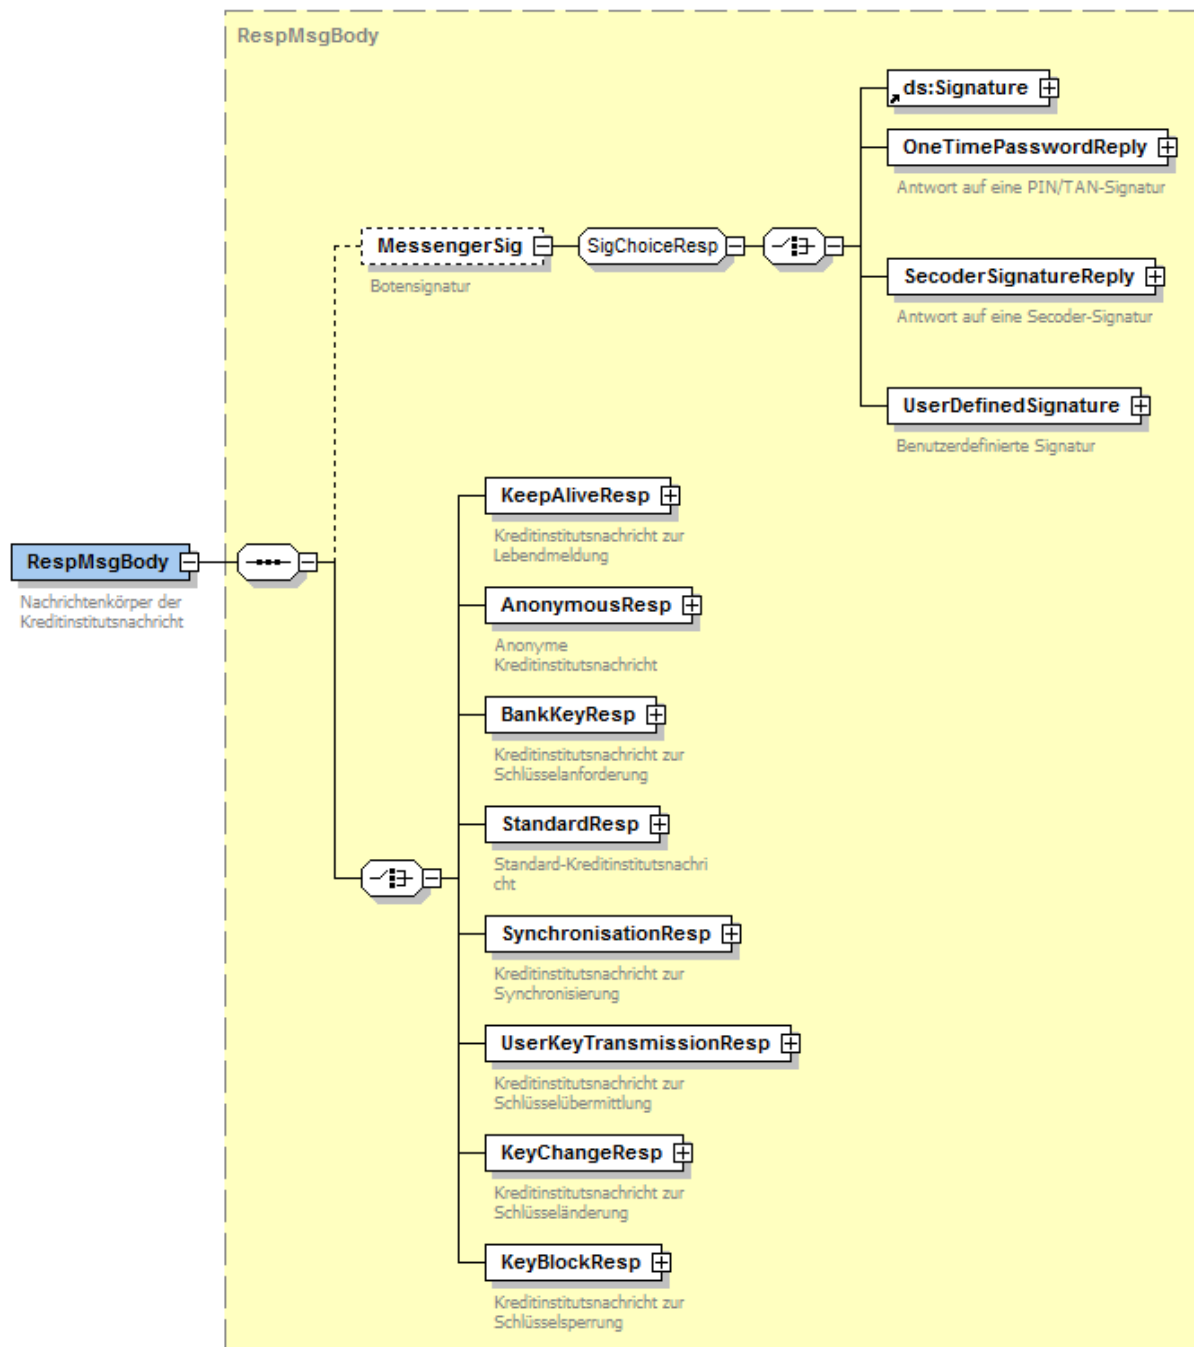 RespMsgBody
ds:Signature
OneTimePasswordReply
Antwort auf eine PIN/TAN-Signatur
MessengerSig
SigChoiceResp
Botensignatur
SecoderSignatureReply
Antwort auf eine Secoder-Signatur
UserDefinedSignature
Benutzerdefinierte Signatur
KeepAliveResp
Kreditinstitutsnachricht zur
Lebendmeldung
RespMsgBody
Nachrichtenkörper der
Kreditinstitutsnachricht
AnonymousResp
Anonyme
Kreditinstitutsnachricht
BankKeyResp
Kreditinstitutsnachricht zur
Schlüsselanforderung
StandardResp
Standard-Kreditinstitutsnachri
cht
SynchronisationResp
Kreditinstitutsnachricht zur
Synchronisierung
UserKeyTransmissionResp
Kreditinstitutsnachricht zur
Schlüsselübermittlung
KeyChangeResp
Kreditinstitutsnachricht zur
Schlüsseländerung
KeyBlockResp
Kreditinstitutsnachricht zur
Schlüsselsperrung